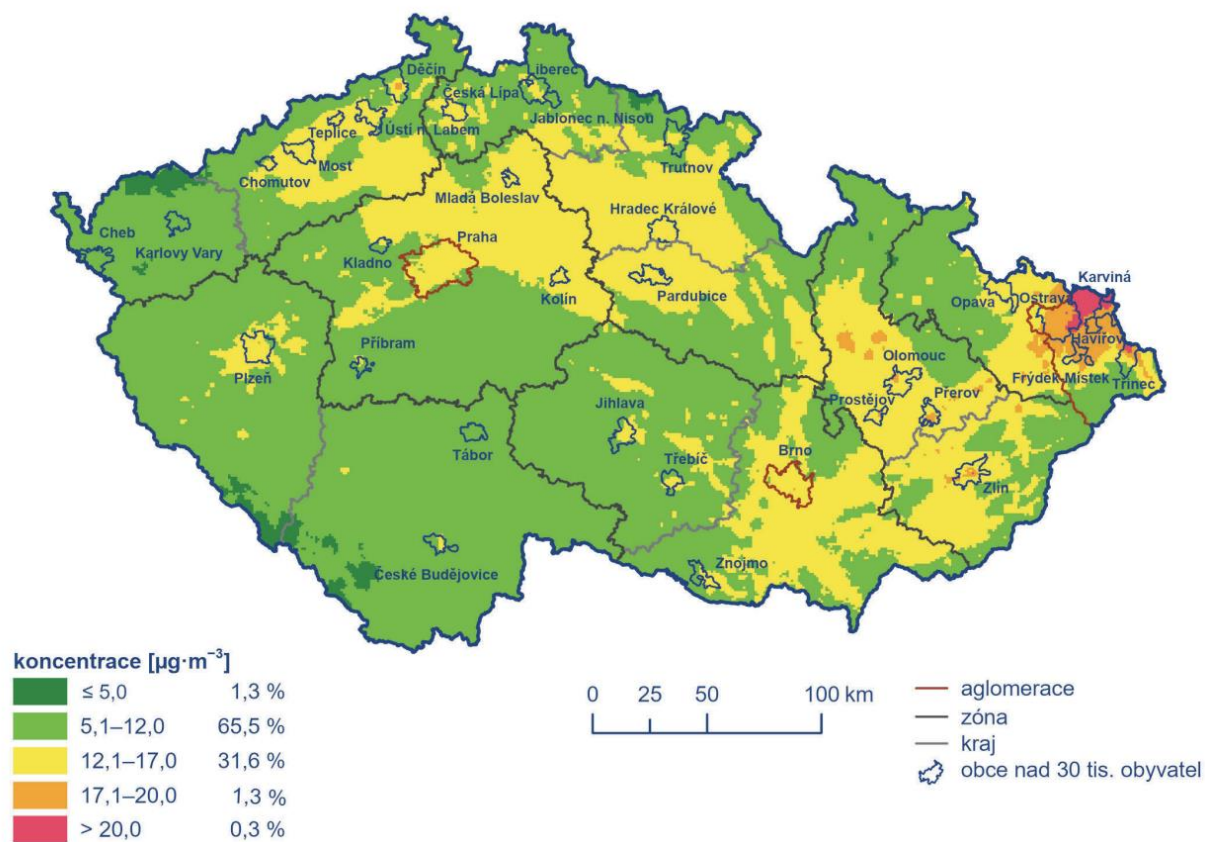 Děčín
Liberec
Česká Lípa
Teplice
Ústí n. Labem
Jablonec n. Nisou
Most
Trutnov
Chomutov
Mladá Boleslav
Hradec Králové
Cheb
Karlovy Vary
Praha
Kladno
Kolín
Pardubice
Karviná
Opava
Ostrava
Havířov
Příbram
Plzeň
Olomouc
Frýdek-Místek
Třinec
Prostějov
Přerov
Jihlava
Tábor
Třebíč
Brno
Zlín
Znojmo
České Budějovice
koncentrace [µg·m⁻³]
≤ 5,0 1,3 %
5,1–12,0 65,5 %
12,1–17,0 31,6 %
17,1–20,0 1,3 %
> 20,0 0,3 %
0 25 50 100 km
aglomerace
zóna
kraj
obce nad 30 tis. obyvatel